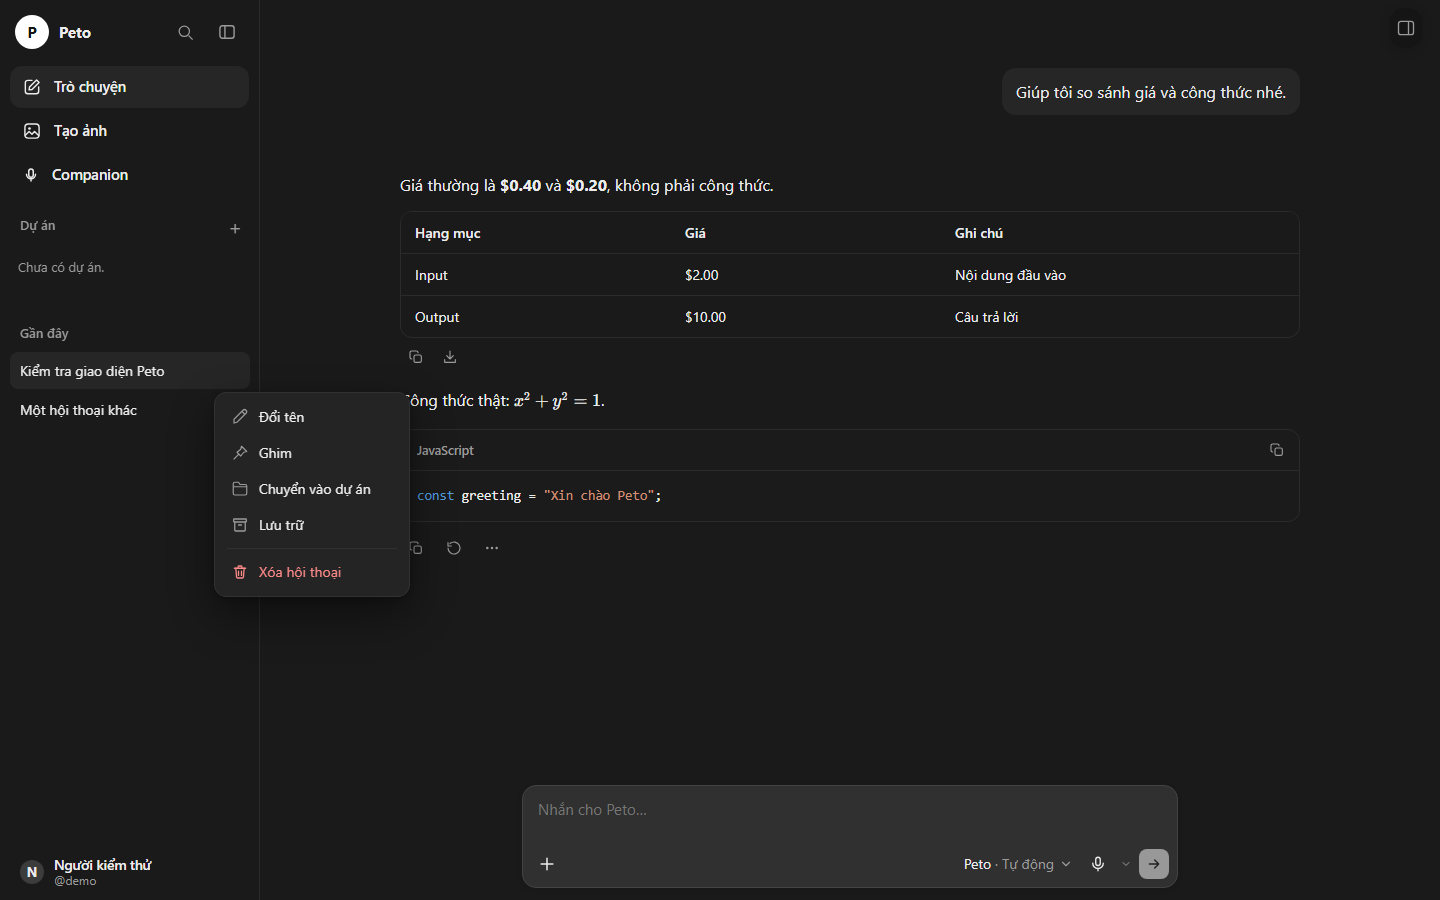 P Peto
Trò chuyện
Tạo ảnh
Companion
Dự án
Chưa có dự án.
Gần đây
Kiểm tra giao diện Peto
Một hội thoại khác
Đổi tên
Ghim
Chuyển vào dự án
Lưu trữ
Xóa hội thoại
N Người kiểm thử
@demo
Giúp tôi so sánh giá và công thức nhé.
Giá thường là $0.40 và $0.20, không phải công thức.
Hạng mục Giá Ghi chú
Input $2.00 Nội dung đầu vào
Output $10.00 Câu trả lời
ông thức thật: x² + y² = 1.
JavaScript
const greeting = "Xin chào Peto";
Nhắn cho Peto...
Peto · Tự động